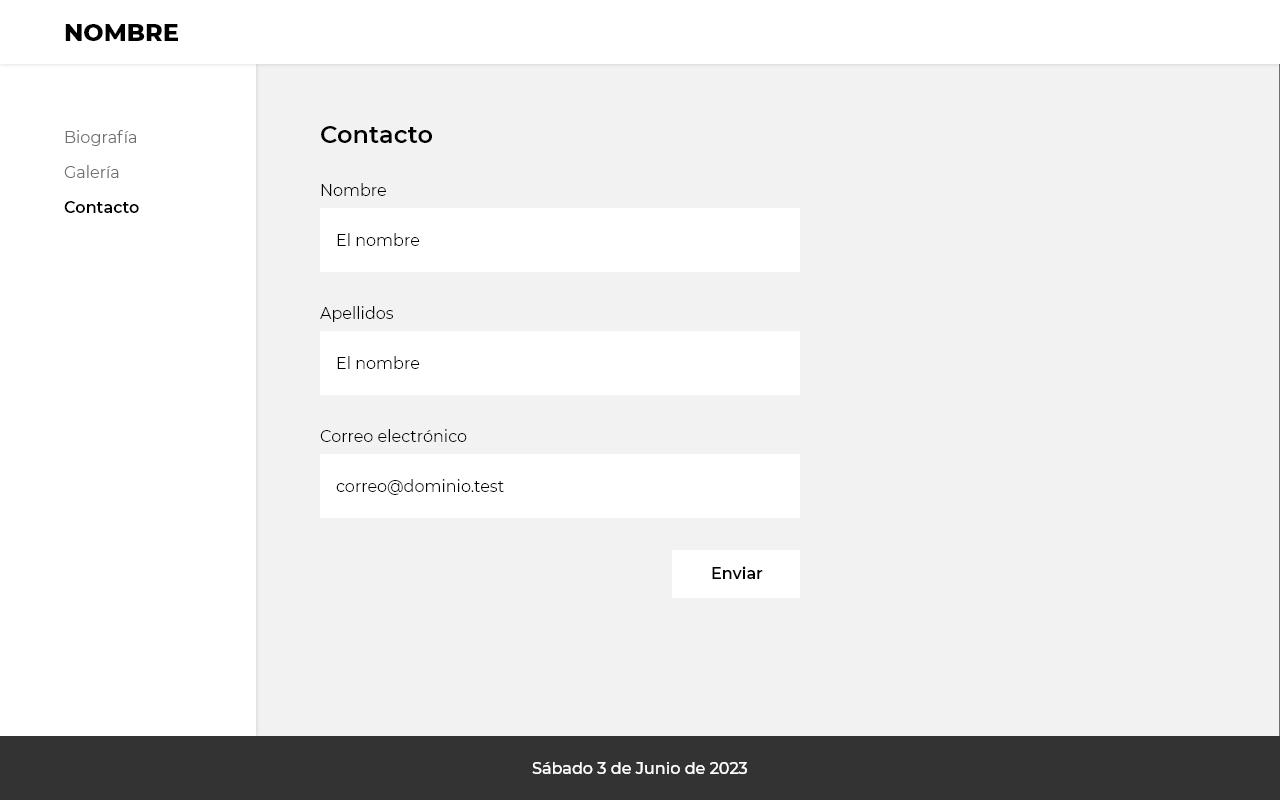 NOMBRE
Biografía
Galería
Contacto
Contacto
Nombre
El nombre
Apellidos
El nombre
Correo electrónico
correo@dominio.test
Enviar
Sábado 3 de Junio de 2023